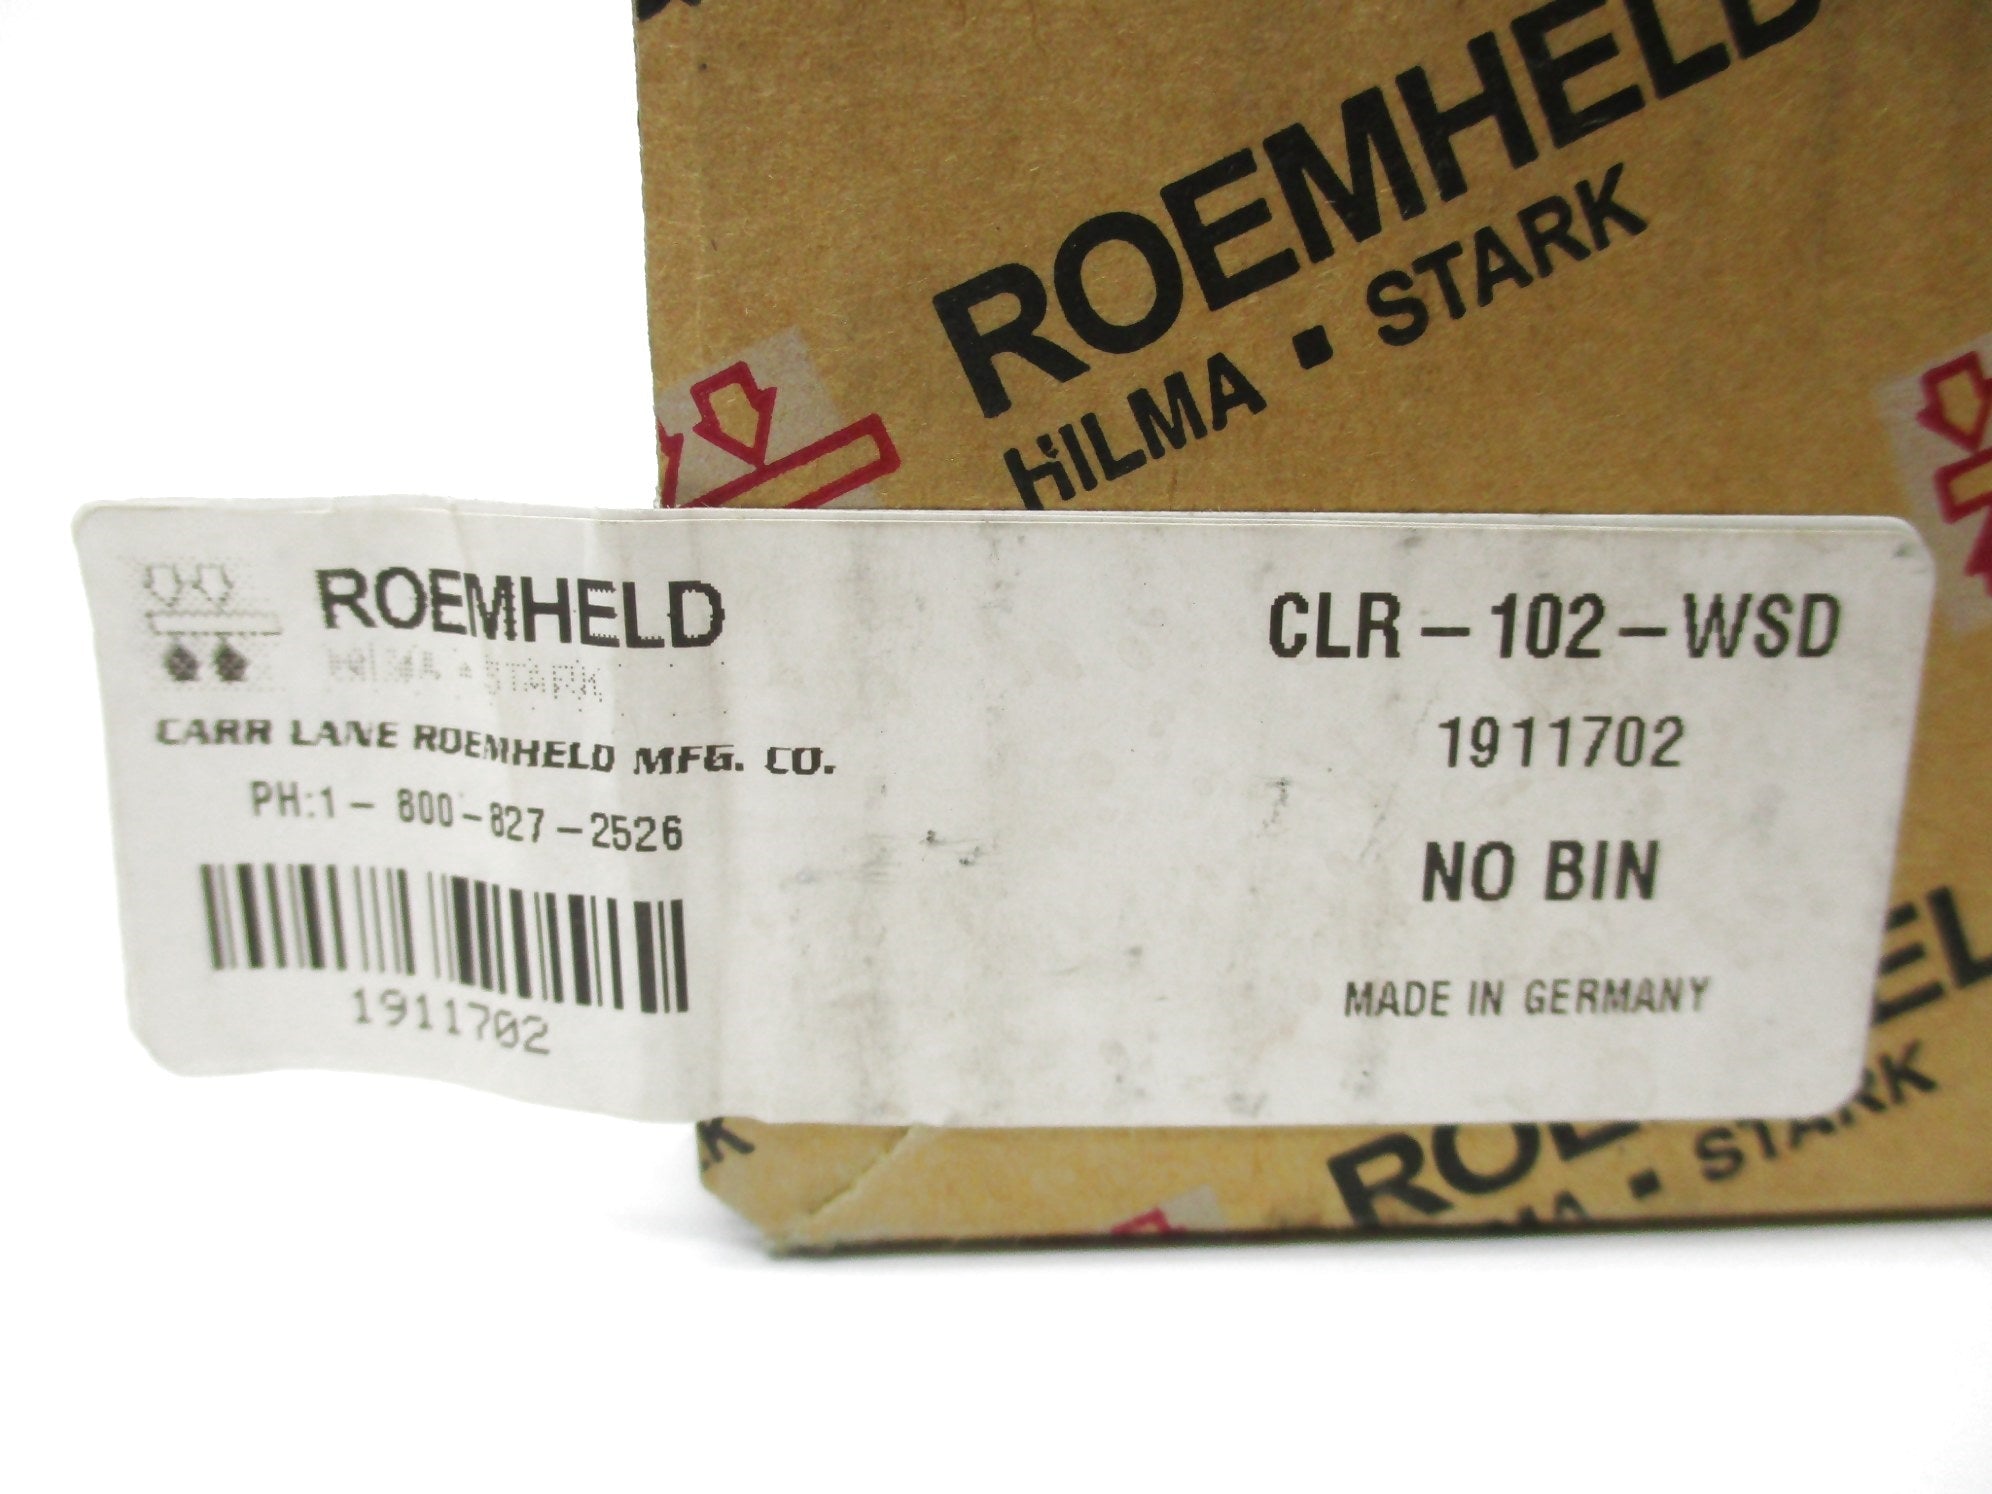 ROEMHELD
HILMA ▪ STARK
ROEMHELD
HILMA ▪ STARK
CARR LANE ROEMHELD MFG. CO.
PH:1-800-827-2526
1911702
CLR-102-WSD
1911702
NO BIN
MADE IN GERMANY